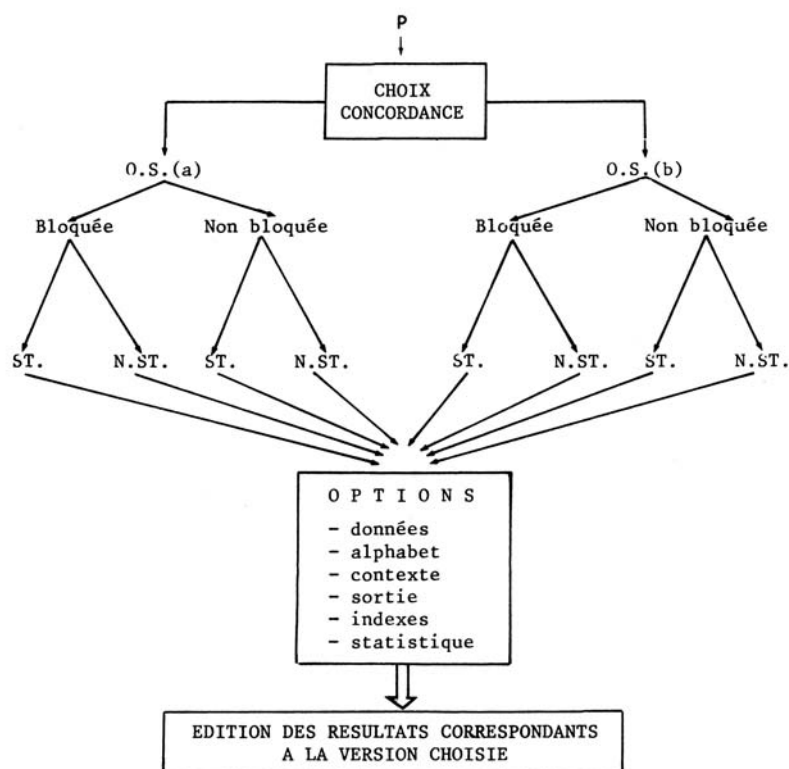 P
CHOIX
CONCORDANCE
O.S.(a) O.S.(b)
Bloquée Non bloquée Bloquée Non bloquée
ST. N.ST. ST. N.ST. ST. N.ST. ST. N.ST.
O P T I O N S
- données
- alphabet
- contexte
- sortie
- indexes
- statistique
EDITION DES RESULTATS CORRESPONDANTS
A LA VERSION CHOISIE